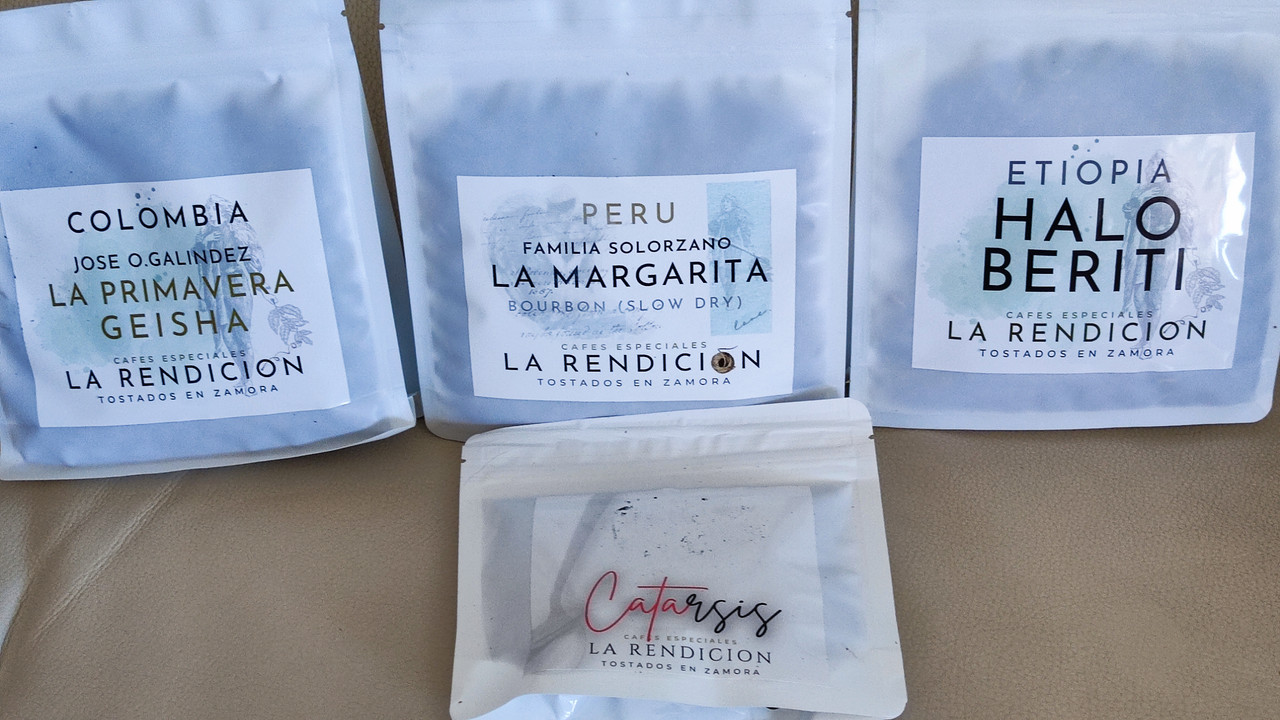 COLOMBIA
JOSE O.GALINDEZ
LA PRIMAVERA
GEISHA
CAFES ESPECIALES
LA RENDICION
TOSTADOS EN ZAMORA
PERU
FAMILIA SOLORZANO
LA MARGARITA
BOURBON (SLOW DRY)
CAFES ESPECIALES
LA RENDICION
TOSTADOS EN ZAMORA
ETIOPIA
HALO
BERITI
CAFES ESPECIALES
LA RENDICION
TOSTADOS EN ZAMORA
Catarsis
CAFES ESPECIALES
LA RENDICION
TOSTADOS EN ZAMORA